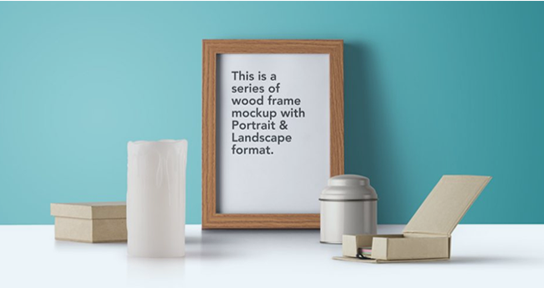 This is a
series of
wood frame
mockup with
Portrait &
Landscape
format.